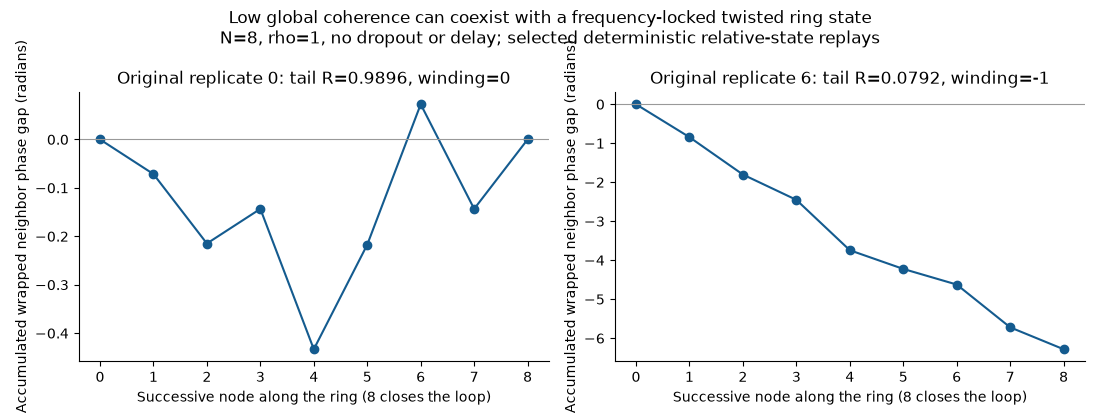 Low global coherence can coexist with a frequency-locked twisted ring state
N=8, rho=1, no dropout or delay; selected deterministic relative-state replays
Original replicate 0: tail R=0.9896, winding=0
Accumulated wrapped neighbor phase gap (radians)
0.0
−0.1
−0.2
−0.3
−0.4
0 1 2 3 4 5 6 7 8
Successive node along the ring (8 closes the loop)
Original replicate 6: tail R=0.0792, winding=-1
Accumulated wrapped neighbor phase gap (radians)
0
−1
−2
−3
−4
−5
−6
0 1 2 3 4 5 6 7 8
Successive node along the ring (8 closes the loop)